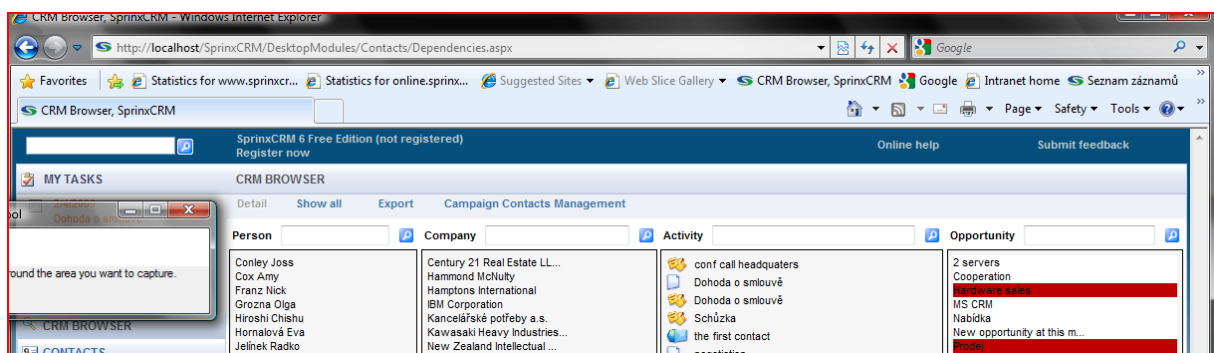 CRM Browser, SprinxCRM - Windows Internet Explorer
http://localhost/SprinxCRM/DesktopModules/Contacts/Dependencies.aspx
Google
Favorites Statistics for www.sprinxcr... Statistics for online.sprinx... Suggested Sites Web Slice Gallery CRM Browser, SprinxCRM Google Intranet home Seznam záznamů
CRM Browser, SprinxCRM
Page Safety Tools
SprinxCRM 6 Free Edition (not registered)
Register now
Online help
Submit feedback
MY TASKS
CRM BROWSER
2/4/2009
Dohoda o smlouvě
ool
Detail Show all Export Campaign Contacts Management
Person Company Activity Opportunity
round the area you want to capture.
CRM BROWSER
CONTACTS
Conley Joss
Cox Amy
Franz Nick
Grozna Olga
Hiroshi Chishu
Hornalová Eva
Jelínek Radko
Century 21 Real Estate LL...
Hammond McNulty
Hamptons International
IBM Corporation
Kancelářské potřeby a.s.
Kawasaki Heavy Industries...
New Zealand Intellectual ...
conf call headquaters
Dohoda o smlouvě
Dohoda o smlouvě
Schůzka
the first contact
negotiation
2 servers
Cooperation
Hardware sales
MS CRM
Nabídka
New opportunity at this m...
Prodej